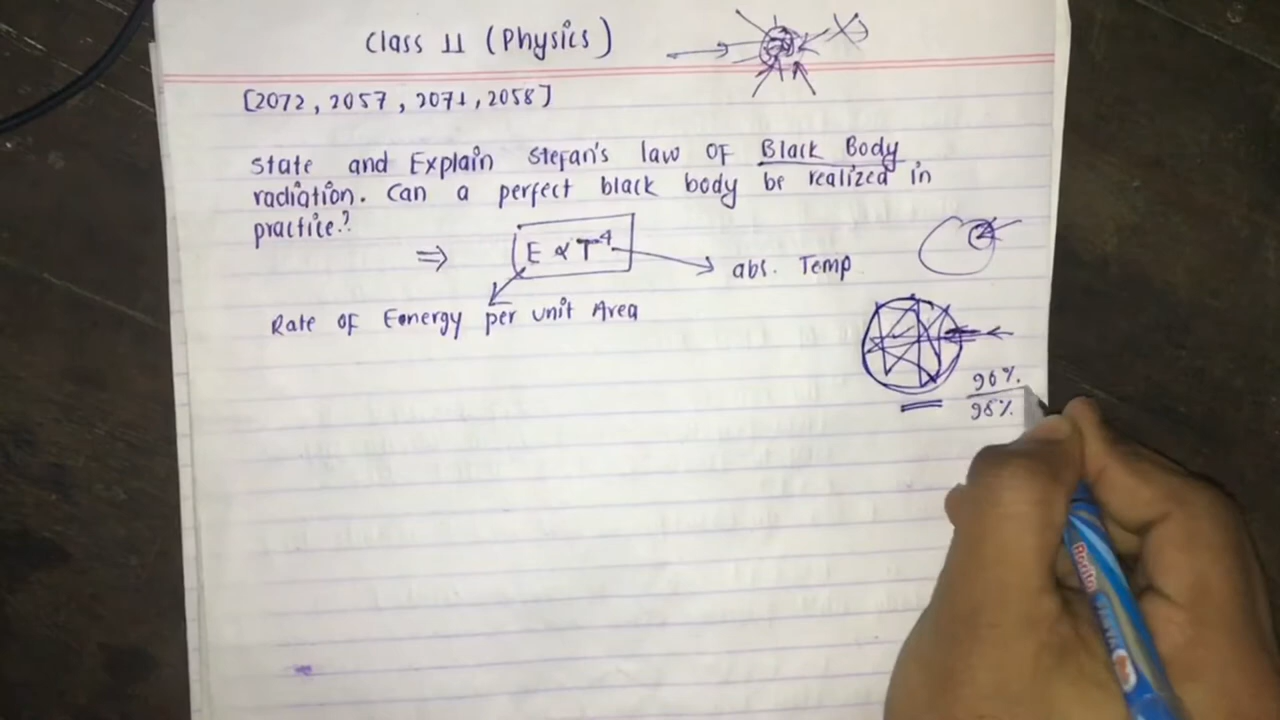 Class 11 (Physics)
[2072, 2057, 2071, 2058]
State and Explain Stefan's law of Black Body
radiation. Can a perfect black body be realized in
practice.?
⇒ E ∝ T⁴
abs. Temp
Rate of Eonergy per unit Area
96%.
98%.